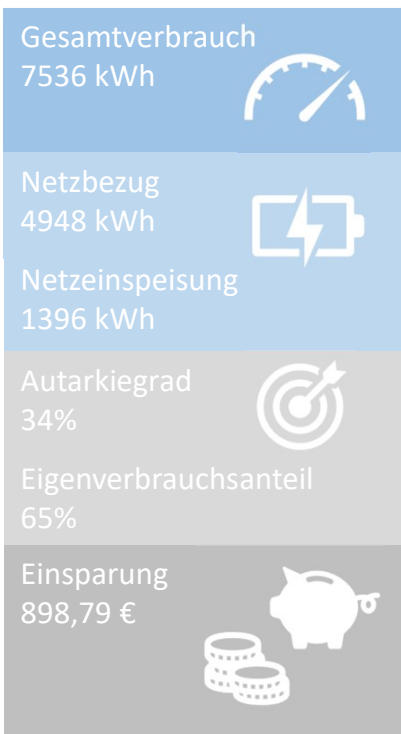 Gesamtverbrauch
7536 kWh
Netzbezug
4948 kWh
Netzeinspeisung
1396 kWh
Autarkiegrad
34%
Eigenverbrauchsanteil
65%
Einsparung
898,79 €